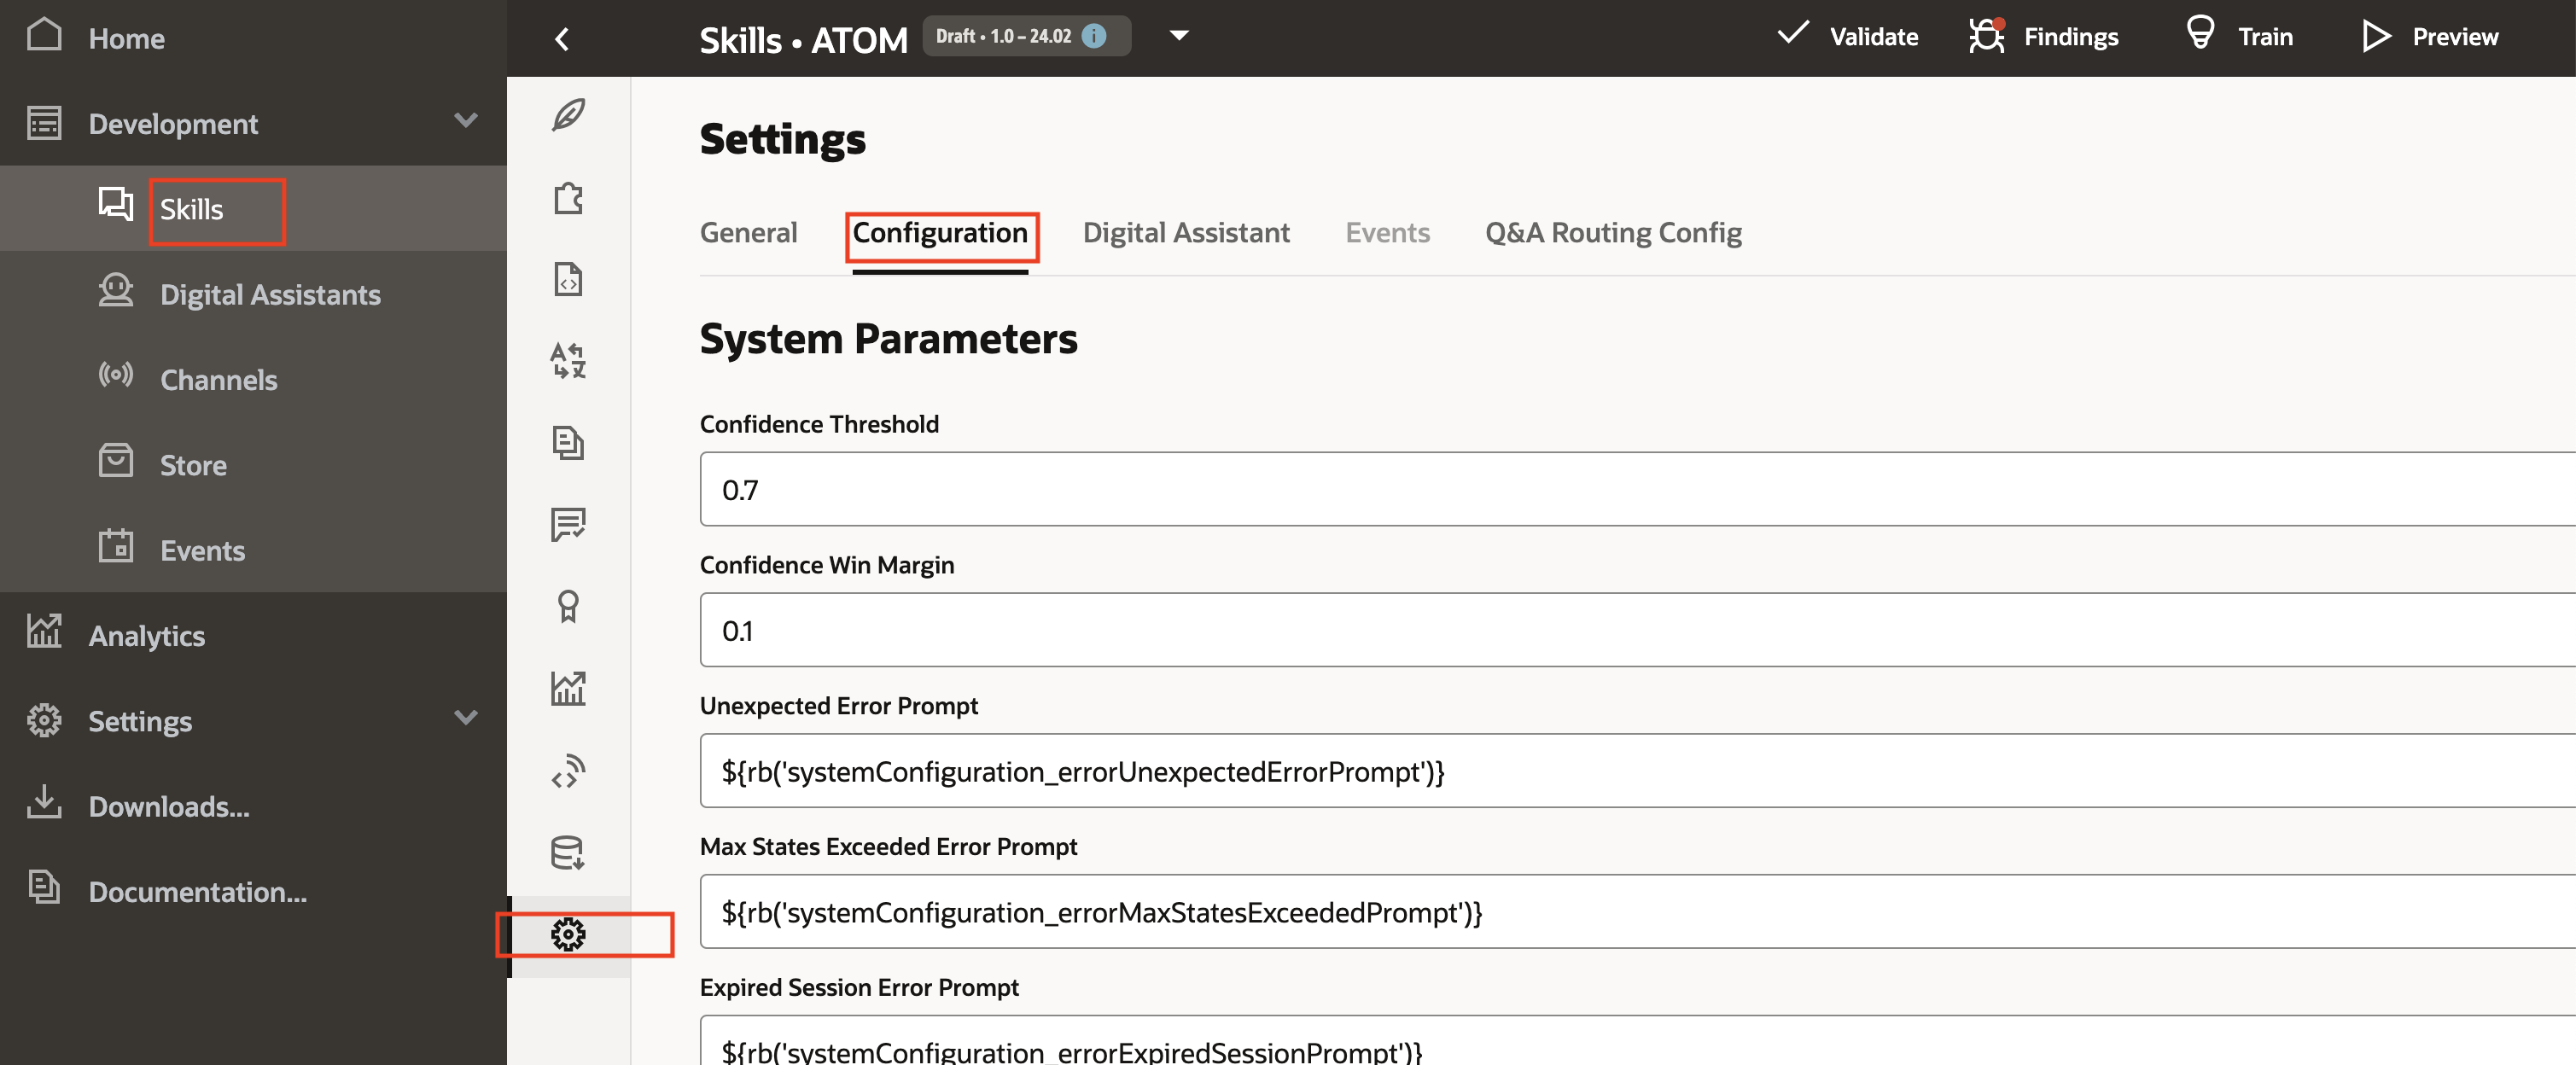 Home
Development
Skills
Digital Assistants
Channels
Store
Events
Analytics
Settings
Downloads...
Documentation...
Skills • ATOM
Draft • 1.0 – 24.02
Validate
Findings
Train
Preview
Settings
General
Configuration
Digital Assistant
Events
Q&A Routing Config
System Parameters
Confidence Threshold
0.7
Confidence Win Margin
0.1
Unexpected Error Prompt
${rb('systemConfiguration_errorUnexpectedErrorPrompt')}
Max States Exceeded Error Prompt
${rb('systemConfiguration_errorMaxStatesExceededPrompt')}
Expired Session Error Prompt
${rb('systemConfiguration_errorExpiredSessionPrompt')}